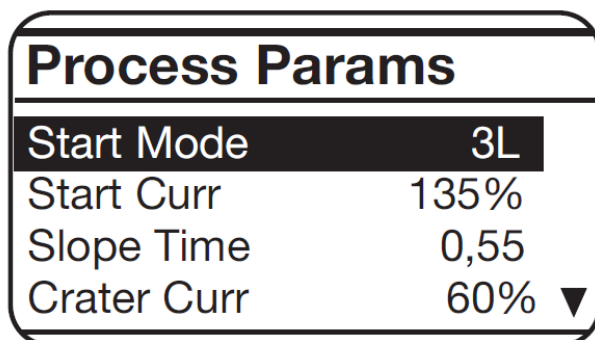 Process Params
Start Mode 3L
Start Curr 135%
Slope Time 0,55
Crater Curr 60% ▼